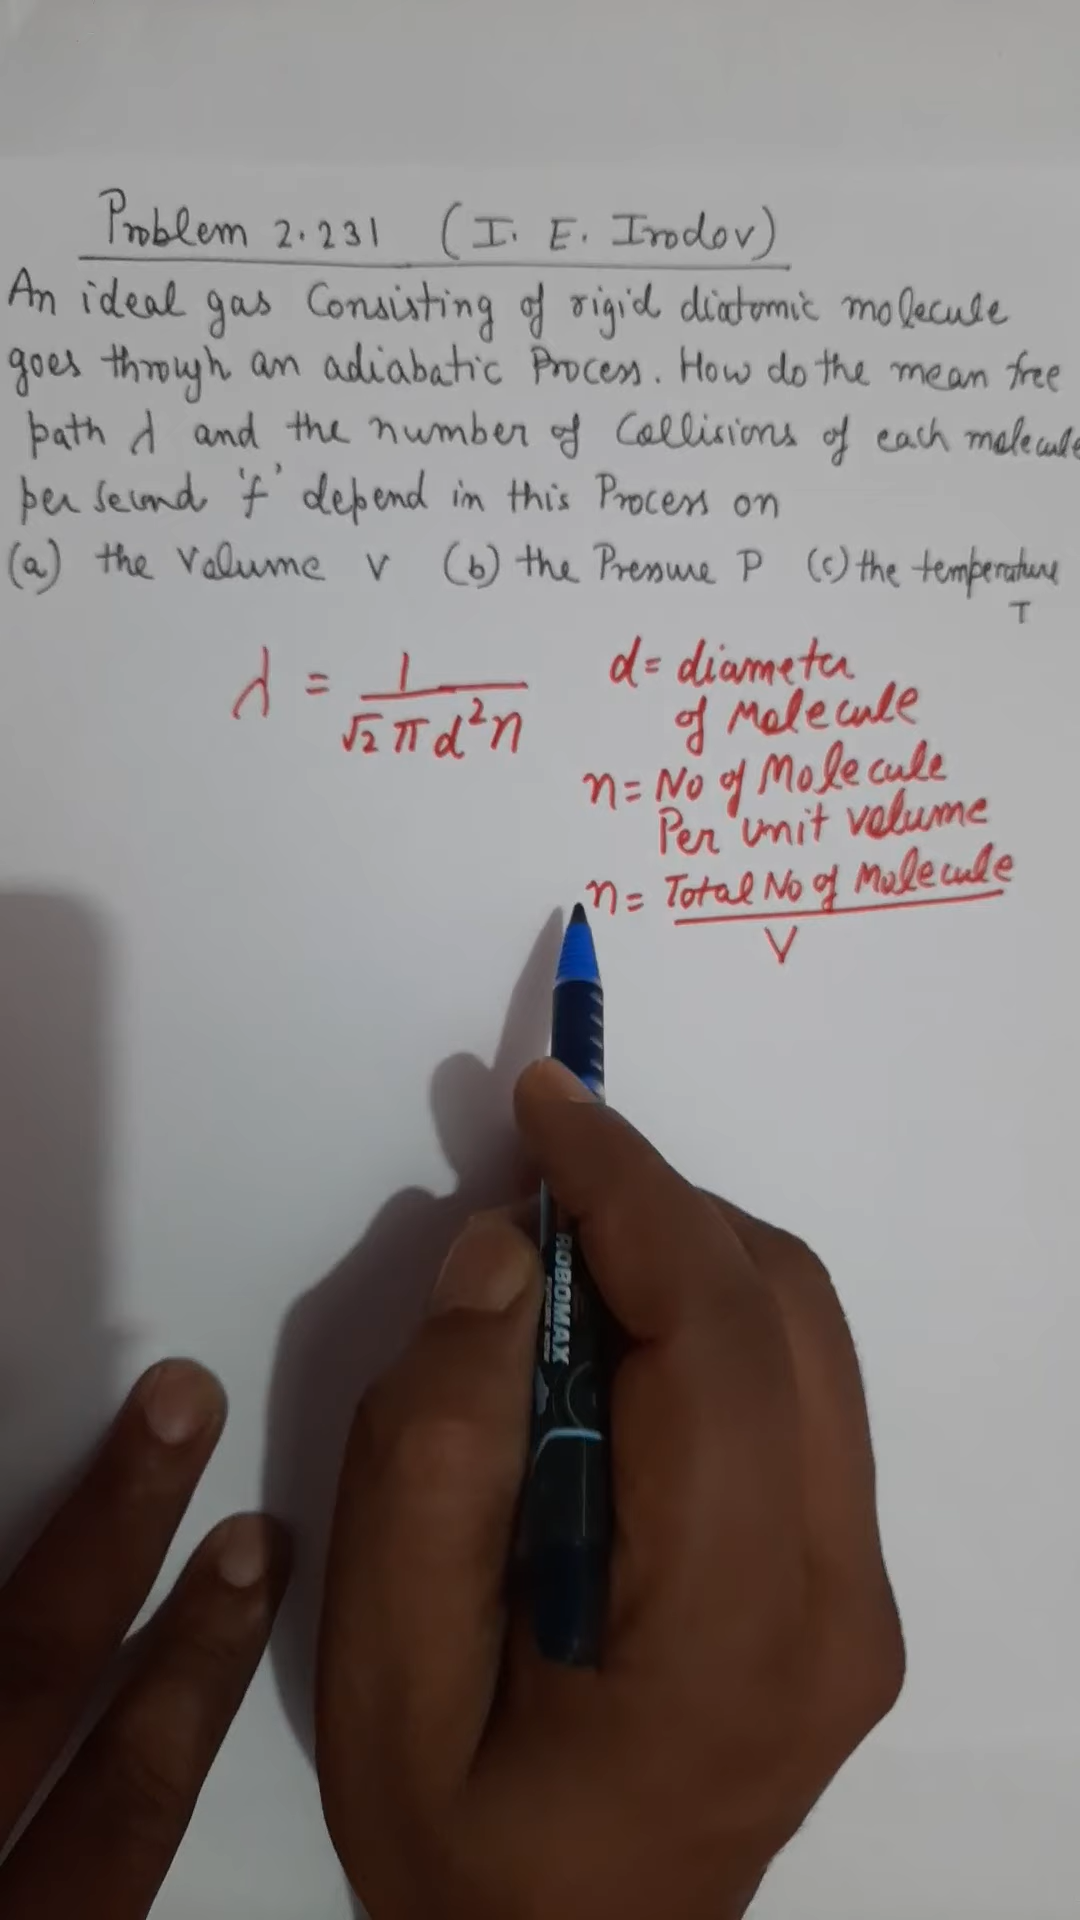 Problem 2.231 (I. E. Irodov)
An ideal gas Consisting of rigid diatomic molecule
goes through an adiabatic Process. How do the mean free
path λ and the number of Collisions of each molecule
per second 'f' depend in this Process on
(a) the Volume V (b) the Pressure P (c) the temperature
T
λ = 1 / √2 π d² n
d = diameter
of Molecule
n = No of Molecule
Per unit volume
n = Total No of Molecule / V
ROBOMAX